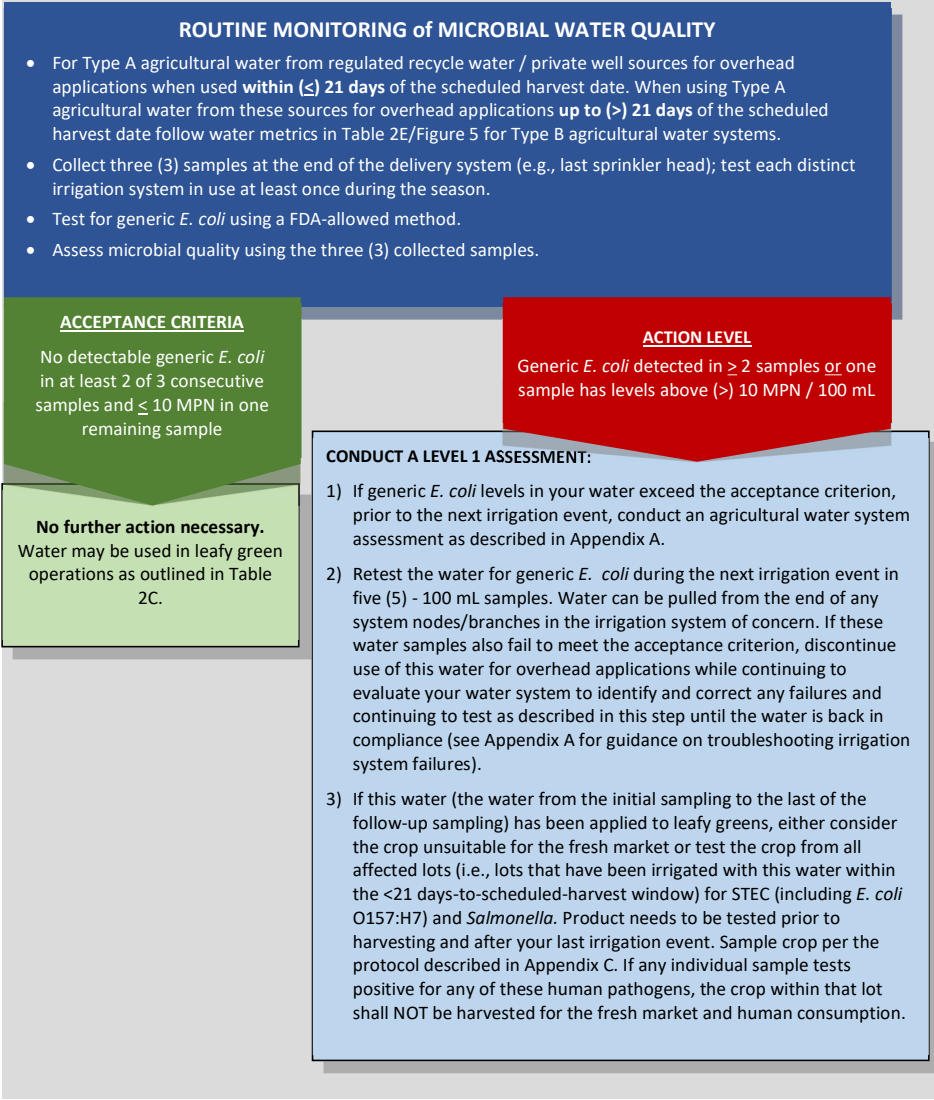 ROUTINE MONITORING of MICROBIAL WATER QUALITY
• For Type A agricultural water from regulated recycle water / private well sources for overhead
applications when used within (≤) 21 days of the scheduled harvest date. When using Type A
agricultural water from these sources for overhead applications up to (>) 21 days of the scheduled
harvest date follow water metrics in Table 2E/Figure 5 for Type B agricultural water systems.
• Collect three (3) samples at the end of the delivery system (e.g., last sprinkler head); test each distinct
irrigation system in use at least once during the season.
• Test for generic E. coli using a FDA-allowed method.
• Assess microbial quality using the three (3) collected samples.
ACCEPTANCE CRITERIA
No detectable generic E. coli
in at least 2 of 3 consecutive
samples and ≤ 10 MPN in one
remaining sample
No further action necessary.
Water may be used in leafy green
operations as outlined in Table
2C.
ACTION LEVEL
Generic E. coli detected in ≥ 2 samples or one
sample has levels above (>) 10 MPN / 100 mL
CONDUCT A LEVEL 1 ASSESSMENT:
1) If generic E. coli levels in your water exceed the acceptance criterion,
prior to the next irrigation event, conduct an agricultural water system
assessment as described in Appendix A.
2) Retest the water for generic E. coli during the next irrigation event in
five (5) - 100 mL samples. Water can be pulled from the end of any
system nodes/branches in the irrigation system of concern. If these
water samples also fail to meet the acceptance criterion, discontinue
use of this water for overhead applications while continuing to
evaluate your water system to identify and correct any failures and
continuing to test as described in this step until the water is back in
compliance (see Appendix A for guidance on troubleshooting irrigation
system failures).
3) If this water (the water from the initial sampling to the last of the
follow-up sampling) has been applied to leafy greens, either consider
the crop unsuitable for the fresh market or test the crop from all
affected lots (i.e., lots that have been irrigated with this water within
the <21 days-to-scheduled-harvest window) for STEC (including E. coli
O157:H7) and Salmonella. Product needs to be tested prior to
harvesting and after your last irrigation event. Sample crop per the
protocol described in Appendix C. If any individual sample tests
positive for any of these human pathogens, the crop within that lot
shall NOT be harvested for the fresh market and human consumption.